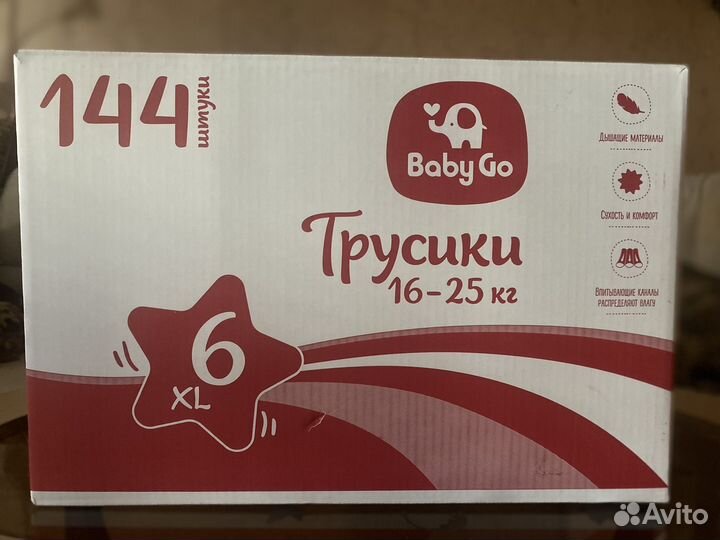 144 штуки
Baby Go
Трусики
16-25 кг
6
XL
Дышащие материалы
Сухость и комфорт
Впитывающие каналы
распределяют влагу
Avito